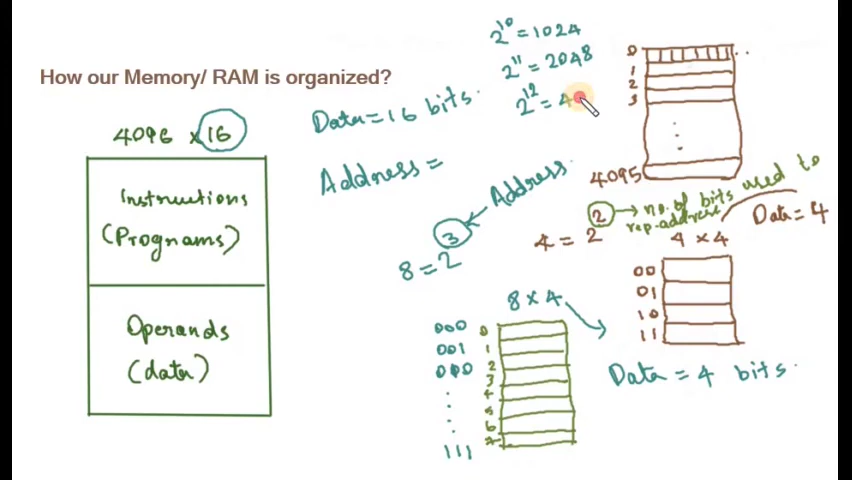 How our Memory/ RAM is organized?
4096 x 16
Instructions
(Programs)
Operands
(data)
2^10 = 1024
2^11 = 2048
2^12 = 4
Data = 16 bits.
Address =
Address.
3
8 = 2^3
0
1
2
3
4095
4 = 2^2 → no. of bits used to
rep. address
4 x 4
Data = 4
00
01
10
11
Data = 4 bits.
8 x 4
000 0
001 1
2
3
4
5
6
111 7